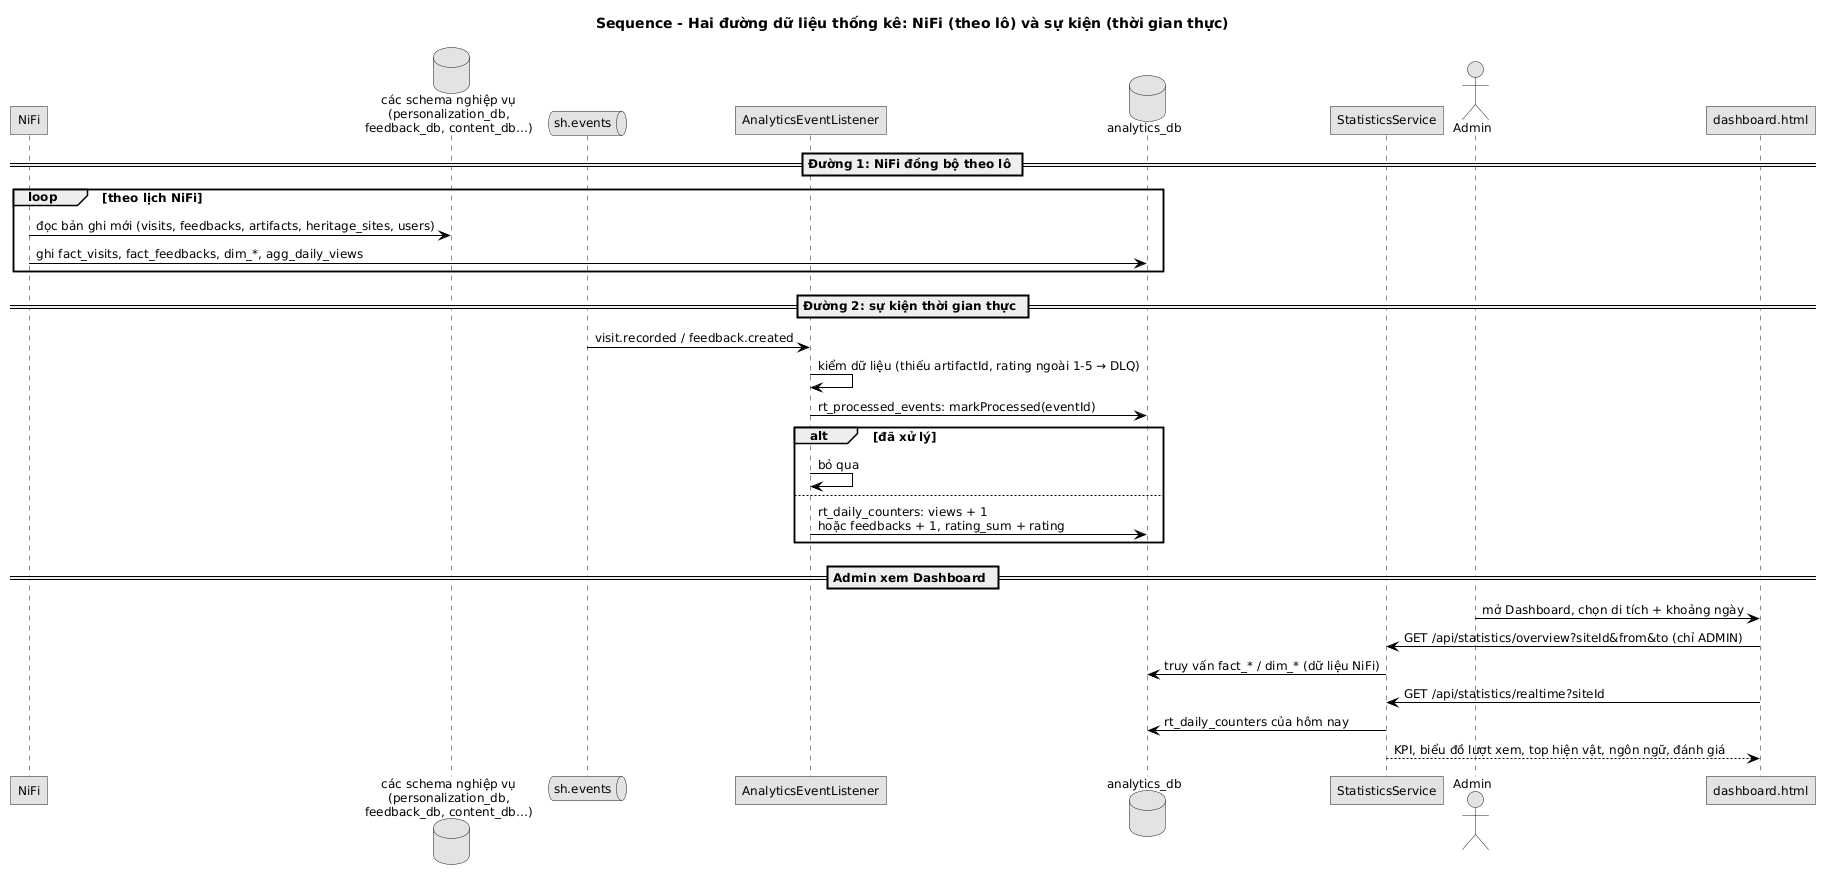 Sequence - Hai đường dữ liệu thống kê: NiFi (theo lô) và sự kiện (thời gian thực)
NiFi
các schema nghiệp vụ
(personalization_db,
feedback_db, content_db...)
sh.events
AnalyticsEventListener
analytics_db
StatisticsService
Admin
dashboard.html
Đường 1: NiFi đồng bộ theo lô
loop [theo lịch NiFi]
đọc bản ghi mới (visits, feedbacks, artifacts, heritage_sites, users)
ghi fact_visits, fact_feedbacks, dim_*, agg_daily_views
Đường 2: sự kiện thời gian thực
visit.recorded / feedback.created
kiểm dữ liệu (thiếu artifactId, rating ngoài 1-5 → DLQ)
rt_processed_events: markProcessed(eventId)
alt [đã xử lý]
bỏ qua
rt_daily_counters: views + 1
hoặc feedbacks + 1, rating_sum + rating
Admin xem Dashboard
mở Dashboard, chọn di tích + khoảng ngày
GET /api/statistics/overview?siteId&from&to (chỉ ADMIN)
truy vấn fact_* / dim_* (dữ liệu NiFi)
GET /api/statistics/realtime?siteId
rt_daily_counters của hôm nay
KPI, biểu đồ lượt xem, top hiện vật, ngôn ngữ, đánh giá
NiFi
các schema nghiệp vụ
(personalization_db,
feedback_db, content_db...)
sh.events
AnalyticsEventListener
analytics_db
StatisticsService
Admin
dashboard.html